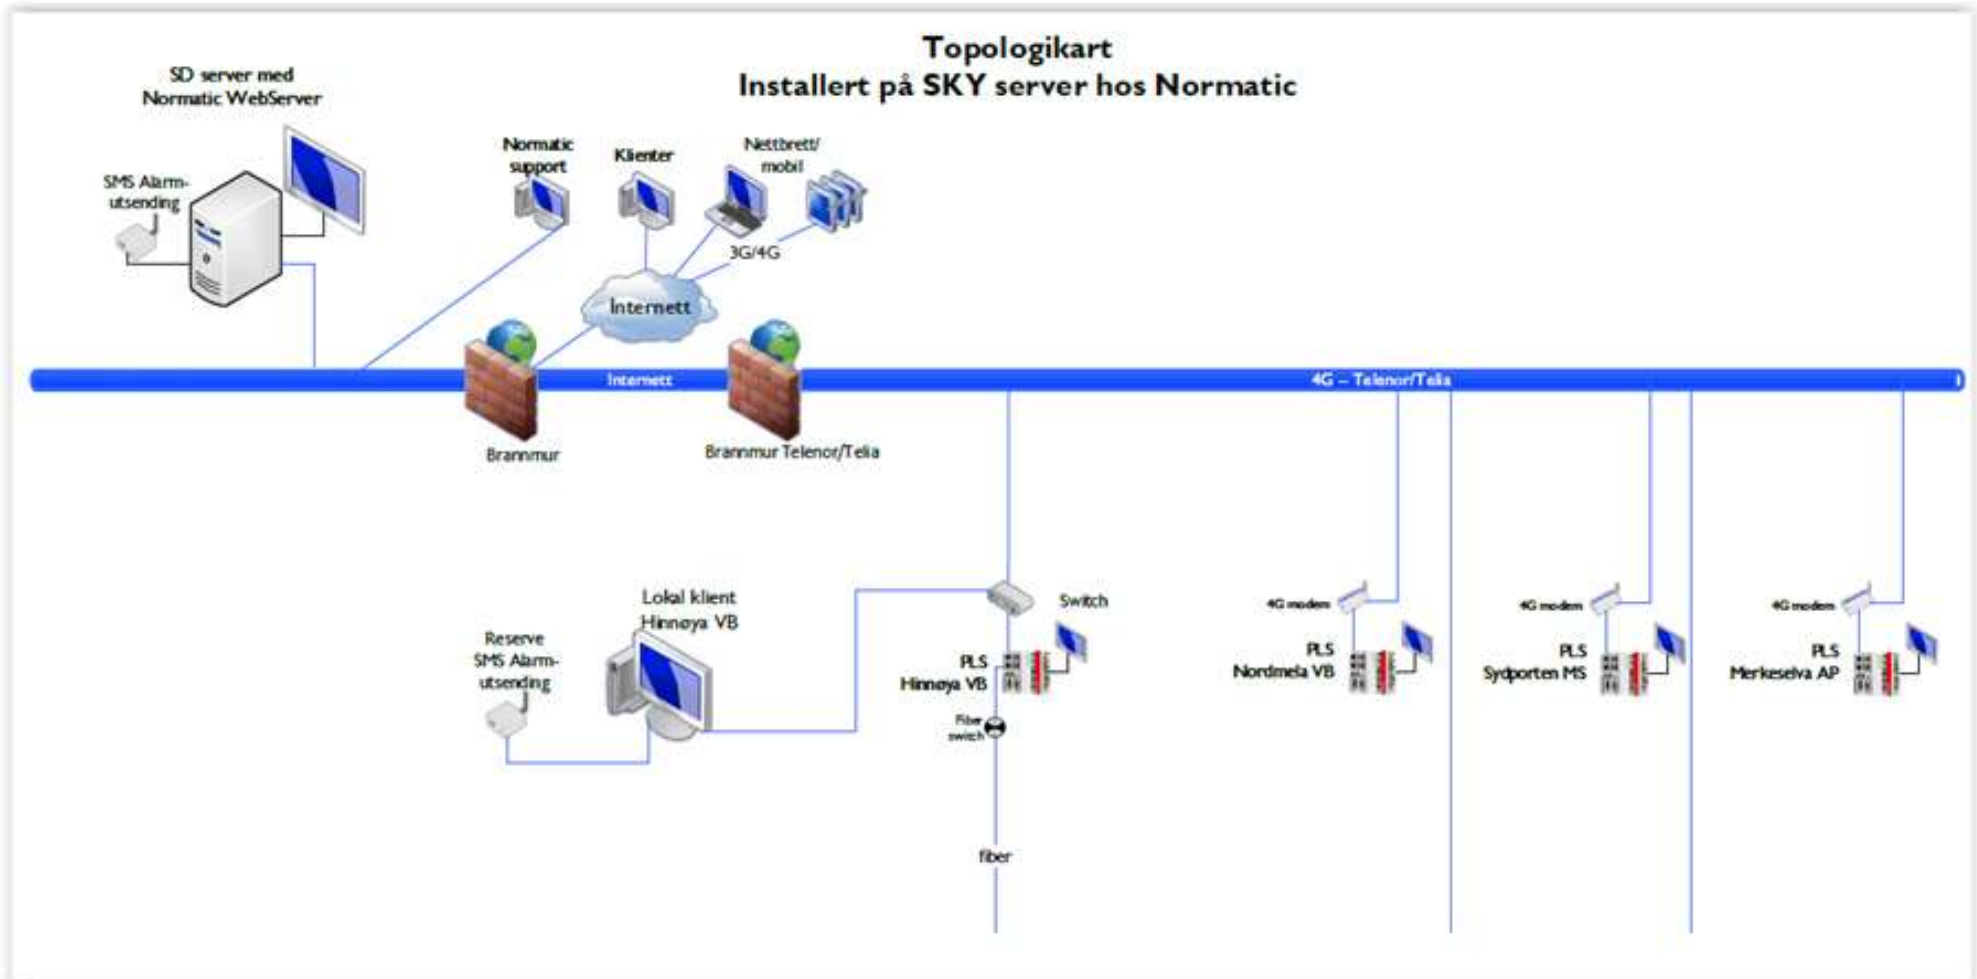 Topologikart
Installert på SKY server hos Normatic
SD server med
Normatic WebServer
SMS Alarm-
utsending
Normatic
support
Klienter
Nettbrett/
mobil
3G/4G
Internett
Internett
4G – Telenor/Telia
Brannmur
Brannmur Telenor/Telia
Lokal klient
Hinnøya VB
Reserve
SMS Alarm-
utsending
Switch
PLS
Hinnøya VB
Fiber
switch
fiber
4G modem
PLS
Nordmela VB
4G modem
PLS
Sydporten MS
4G modem
PLS
Merkeselva AP